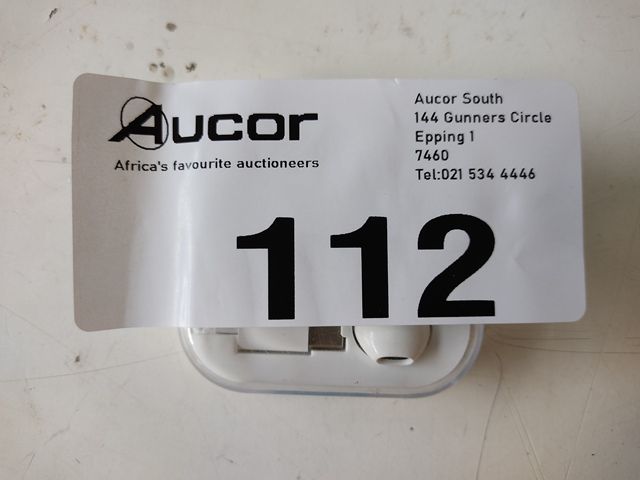 Aucor
Africa's favourite auctioneers
Aucor South
144 Gunners Circle
Epping 1
7460
Tel:021 534 4446
112